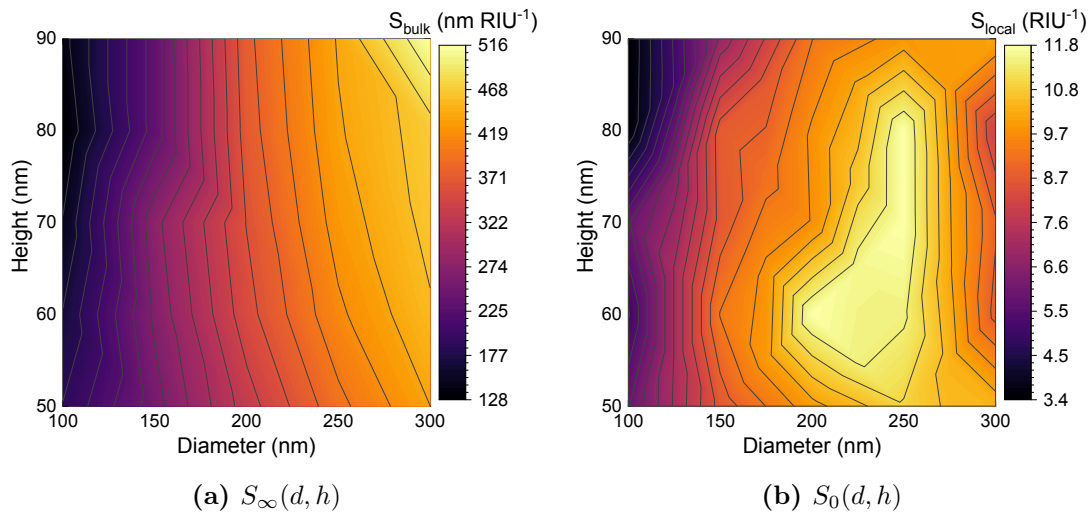 S_bulk (nm RIU⁻¹)
90
80
70
60
50
Height (nm)
100 150 200 250 300
Diameter (nm)
516
468
419
371
322
274
225
177
128
S_local (RIU⁻¹)
90
80
70
60
50
Height (nm)
100 150 200 250 300
Diameter (nm)
11.8
10.8
9.7
8.7
7.6
6.6
5.5
4.5
3.4
(a) S_∞(d, h)
(b) S_0(d, h)